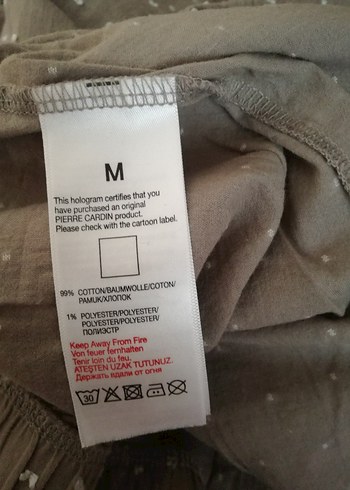 M
This hologram certifies that you
have purchased an original
PIERRE CARDIN product.
Please check with the cartoon label.
99% COTTON/BAUMWOLLE/COTON/
PAMUK/ХЛОПОК
1% POLYESTER/POLYESTER/
POLYESTER/POLYESTER/
ПОЛИЭСТР
Keep Away From Fire
Von feuer fernhalten
Tenir loin du feu.
ATEŞTEN UZAK TUTUNUZ.
Держать вдали от огня
30